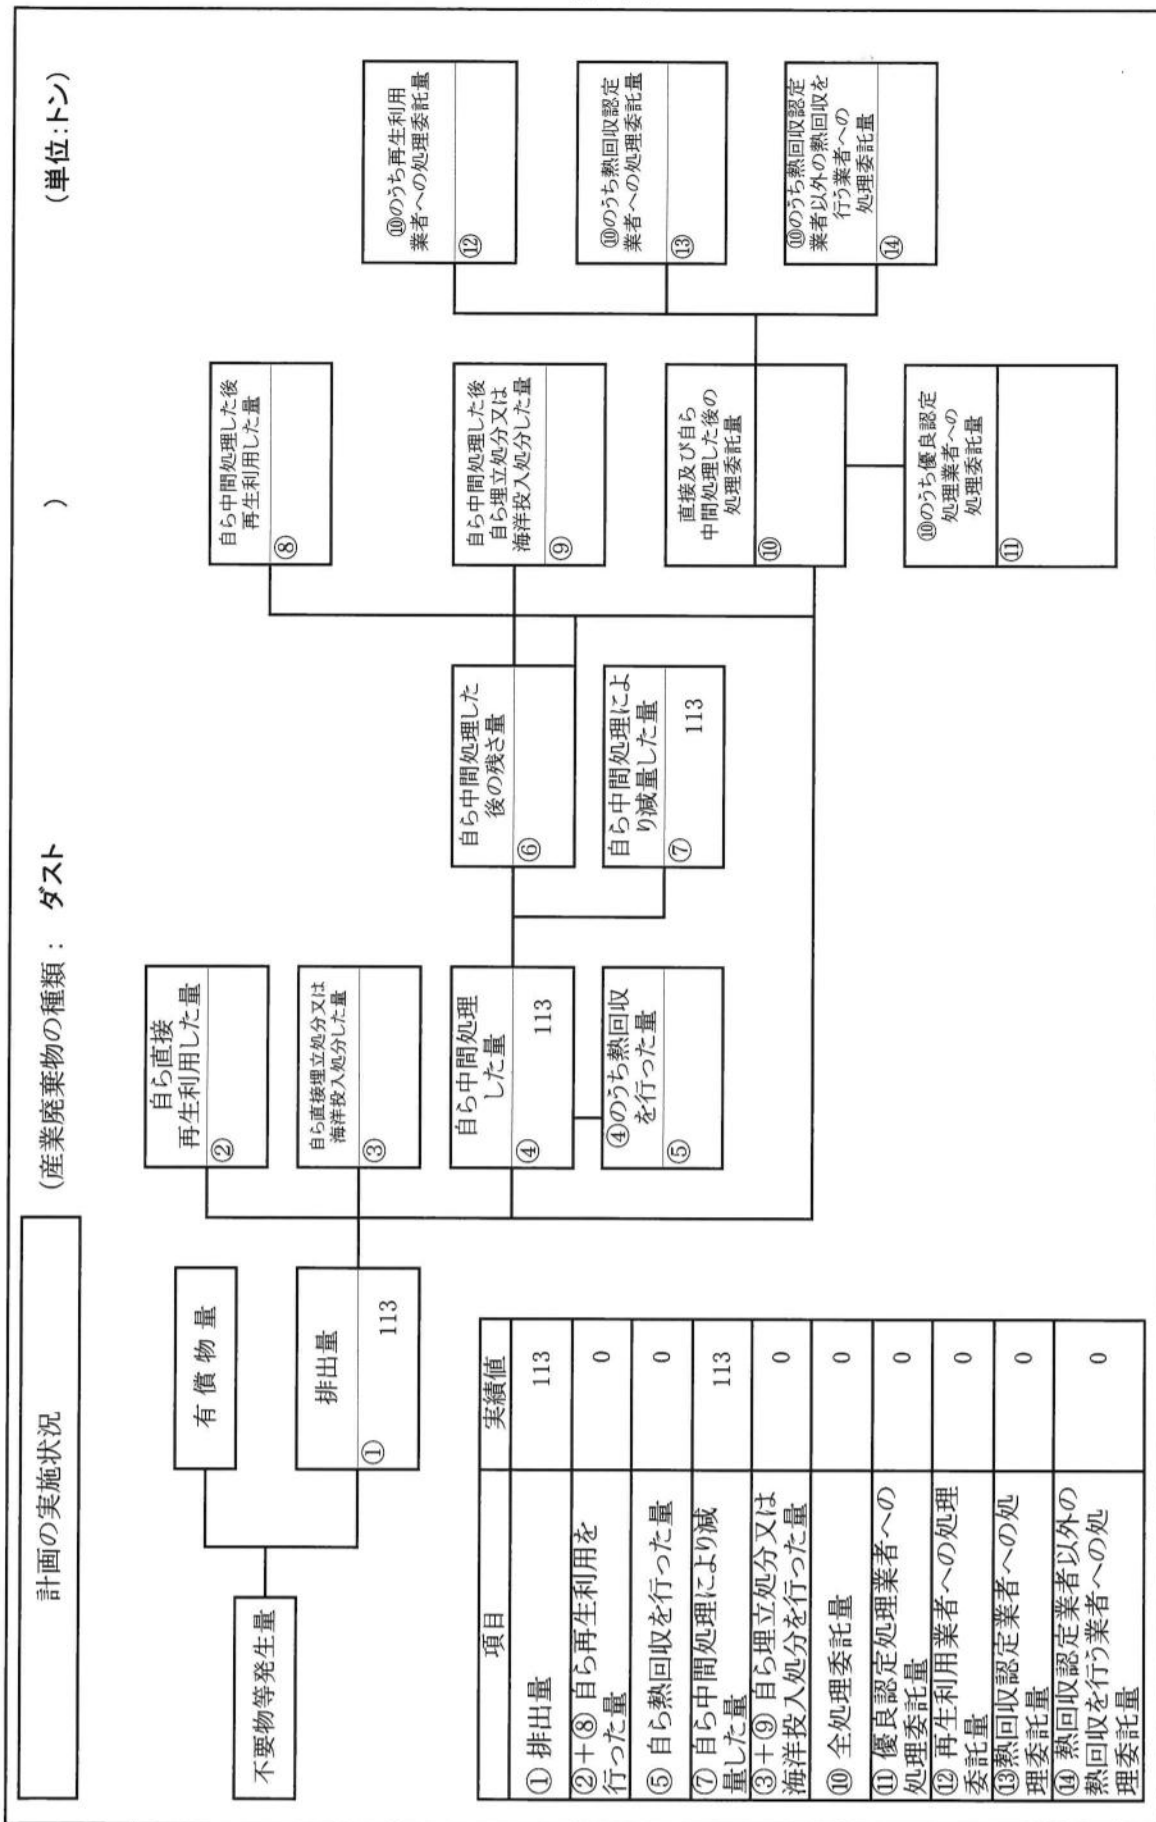 計画の実施状況
(産業廃棄物の種類： ダスト )
(単位:トン)
不要物等発生量
有 償 物 量
排出量
① 113
自ら直接
再生利用した量
②
自ら直接埋立処分又は
海洋投入処分した量
③
自ら中間処理
した量
④ 113
④のうち熱回収
を行った量
⑤
自ら中間処理した
後の残さ量
⑥
自ら中間処理によ
り減量した量
⑦ 113
自ら中間処理した後
再生利用した量
⑧
自ら中間処理した後
自ら埋立処分又は
海洋投入処分した量
⑨
直接及び自ら
中間処理した後の
処理委託量
⑩
⑩のうち優良認定
処理業者への
処理委託量
⑪
⑩のうち再生利用
業者への処理委託量
⑫
⑩のうち熱回収認定
業者への処理委託量
⑬
⑩のうち熱回収認定
業者以外の熱回収を
行う業者への
処理委託量
⑭
項目 実績値
① 排出量 113
②+⑧ 自ら再生利用を
行った量 0
⑤ 自ら熱回収を行った量 0
⑦ 自ら中間処理により減
量した量 113
③+⑨ 自ら埋立処分又は
海洋投入処分を行った量 0
⑩ 全処理委託量 0
⑪ 優良認定処理業者への
処理委託量 0
⑫ 再生利用業者への処理
委託量 0
⑬熱回収認定業者への処
理委託量 0
⑭ 熱回収認定業者以外の
熱回収を行う業者への処
理委託量 0